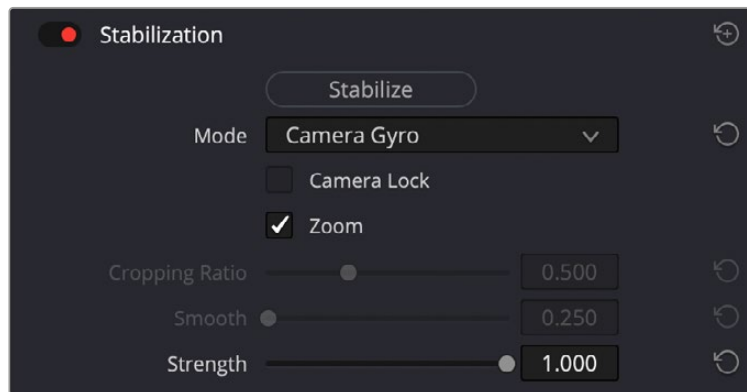 Stabilization
Stabilize
Mode Camera Gyro
Camera Lock
Zoom
Cropping Ratio 0.500
Smooth 0.250
Strength 1.000